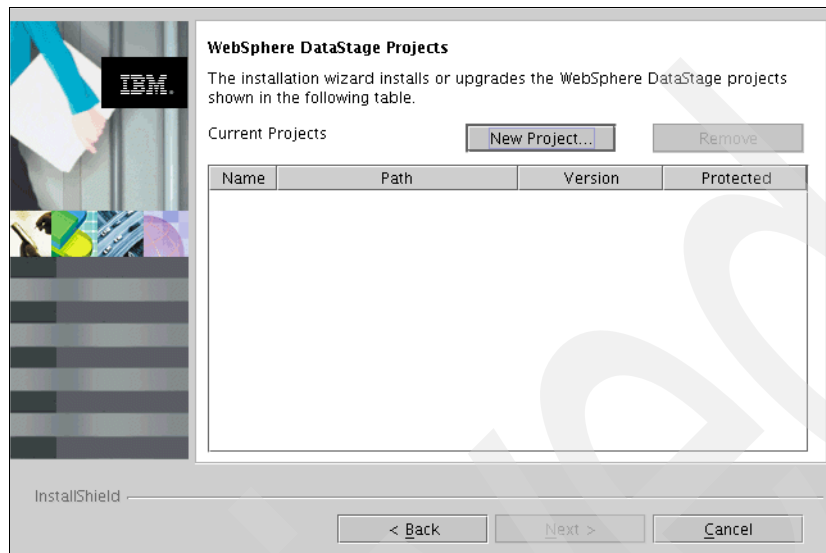 IBM.
WebSphere DataStage Projects
The installation wizard installs or upgrades the WebSphere DataStage projects
shown in the following table.
Current Projects
New Project...
Remove
Name Path Version Protected
InstallShield
< Back
Next >
Cancel